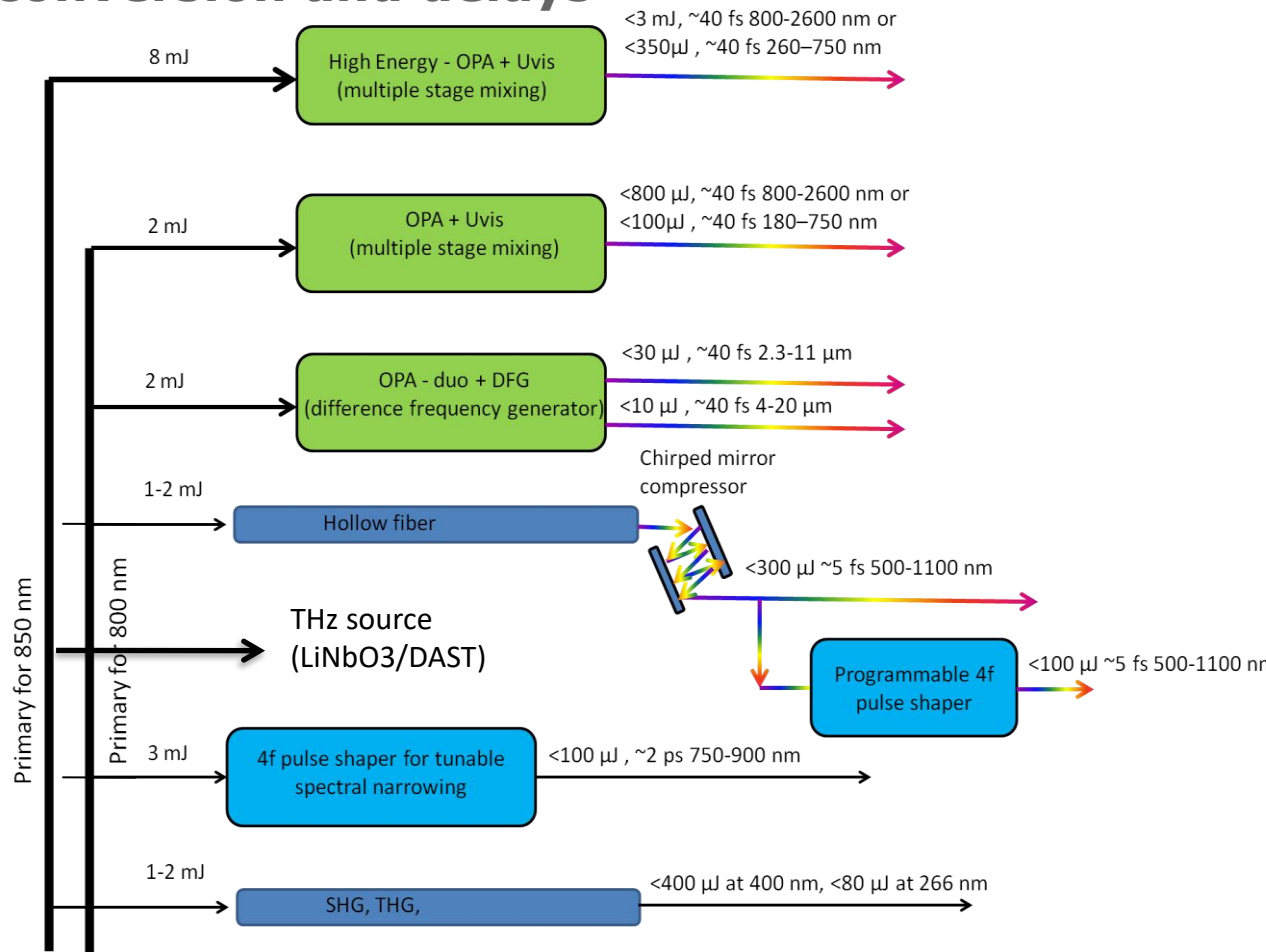 conversion and delays
<3 mJ, ~40 fs 800-2600 nm or
<350µJ , ~40 fs 260–750 nm
8 mJ
High Energy - OPA + Uvis
(multiple stage mixing)
<800 µJ, ~40 fs 800-2600 nm or
<100µJ , ~40 fs 180–750 nm
2 mJ
OPA + Uvis
(multiple stage mixing)
<30 µJ , ~40 fs 2.3-11 µm
2 mJ
OPA - duo + DFG
(difference frequency generator)
<10 µJ , ~40 fs 4-20 µm
Chirped mirror
compressor
1-2 mJ
Hollow fiber
<300 µJ ~5 fs 500-1100 nm
THz source
(LiNbO3/DAST)
Primary for 850 nm
Primary for 800 nm
Programmable 4f
pulse shaper
<100 µJ ~5 fs 500-1100 nm
3 mJ
4f pulse shaper for tunable
spectral narrowing
<100 µJ , ~2 ps 750-900 nm
1-2 mJ
SHG, THG,
<400 µJ at 400 nm, <80 µJ at 266 nm